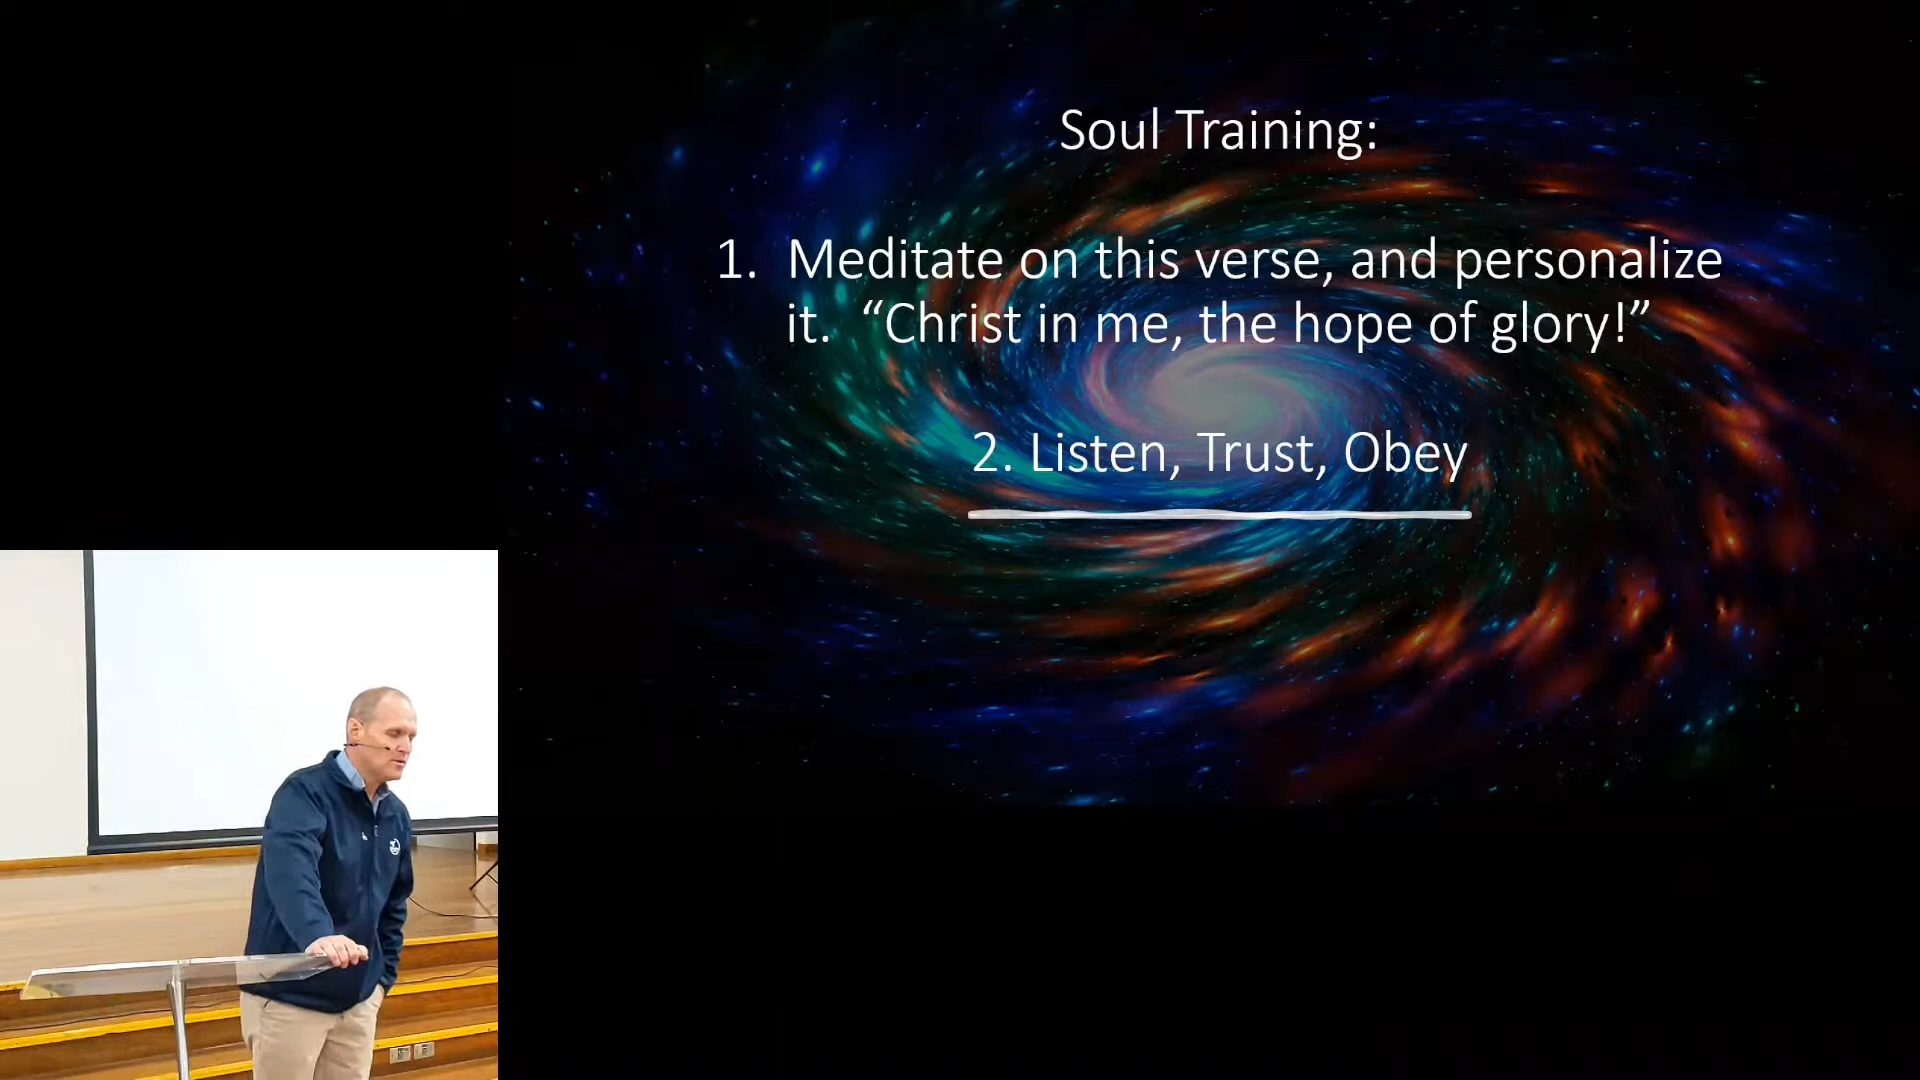 Soul Training:
1. Meditate on this verse, and personalize
it. “Christ in me, the hope of glory!”
2. Listen, Trust, Obey